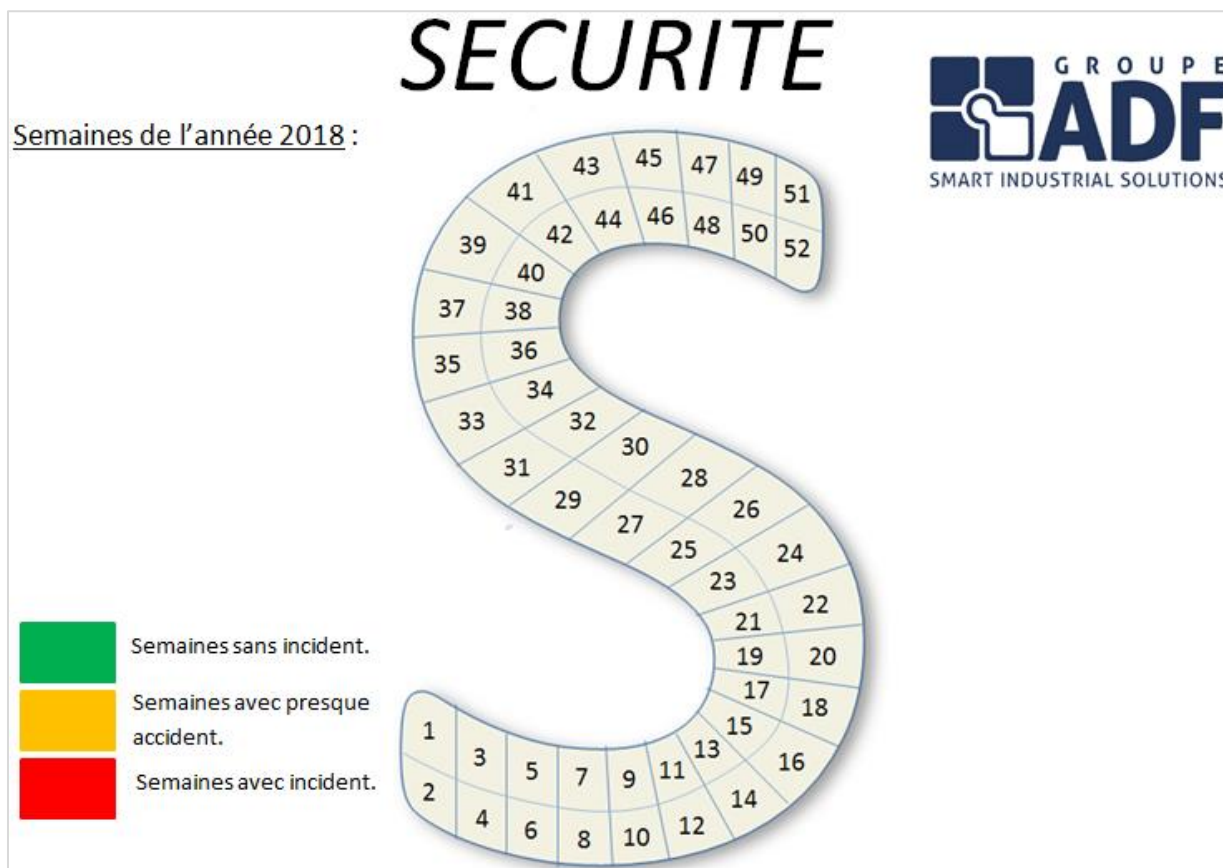 SECURITE
GROUPE
ADF
SMART INDUSTRIAL SOLUTIONS
Semaines de l'année 2018 :
43 45 47 49 51
41
42 44 46 48 50 52
39
40
37 38
35 36
34
33 32
31 30
29 28
27 26
25 24
23
22
21
19 20
17 18
15
16
13
14
1
3 5 7 9 11
2
4 6 8 10 12
Semaines sans incident.
Semaines avec presque
accident.
Semaines avec incident.